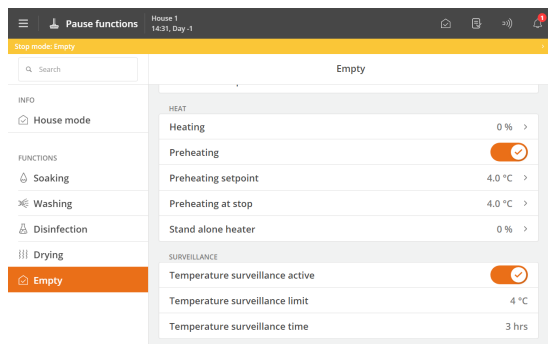 Pause functions
House 1
14:31, Day -1
1
Stop mode: Empty
Search
Empty
INFO
House mode
FUNCTIONS
Soaking
Washing
Disinfection
Drying
Empty
HEAT
Heating 0 %
Preheating
Preheating setpoint 4.0 °C
Preheating at stop 4.0 °C
Stand alone heater 0 %
SURVEILLANCE
Temperature surveillance active
Temperature surveillance limit 4 °C
Temperature surveillance time 3 hrs